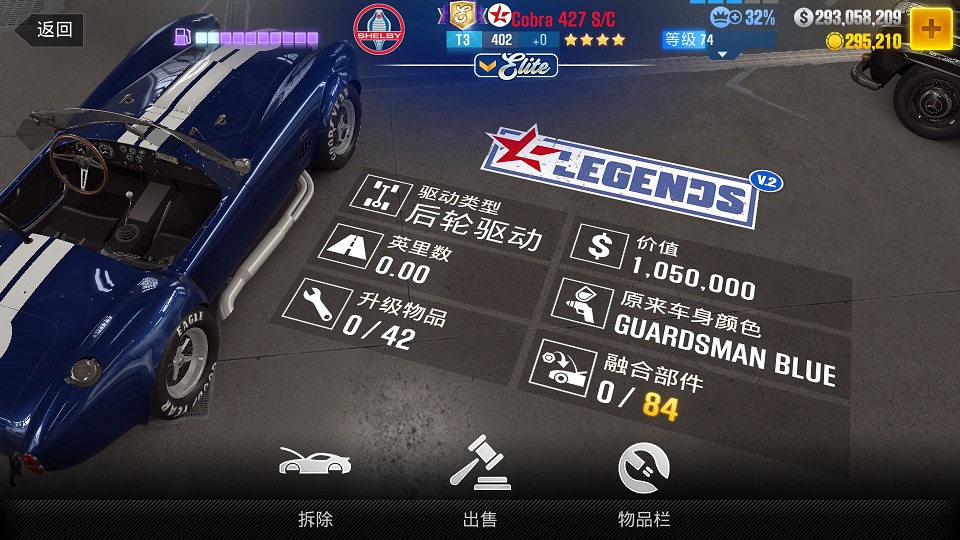 返回
SHELBY
Cobra 427 S/C
T3 402 +0
Elite
等级 74
32%
$ 293,058,209
295,210
LEGENDS V.2
驱动类型
后轮驱动
英里数
0.00
升级物品
0 / 42
价值
1,050,000
原来车身颜色
GUARDSMAN BLUE
融合部件
0 / 84
EAGLE
GOODYEAR
拆除
出售
物品栏